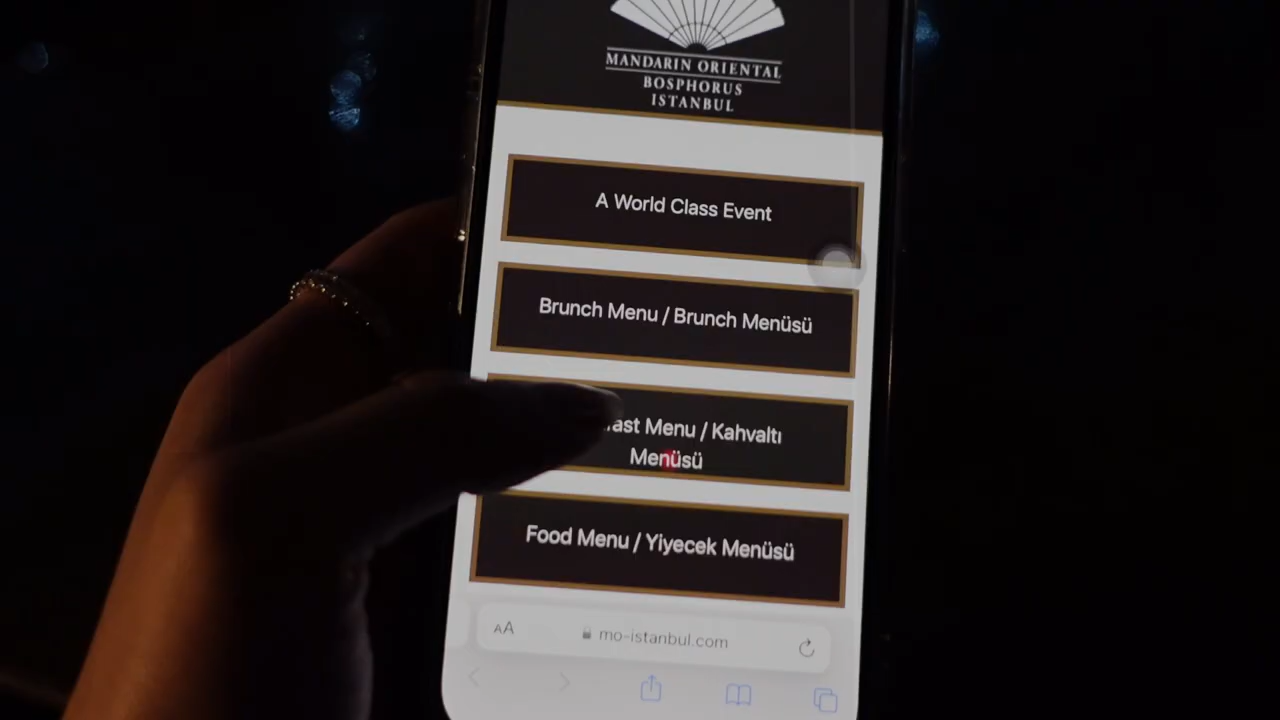 MANDARIN ORIENTAL
BOSPHORUS
ISTANBUL
A World Class Event
Brunch Menu / Brunch Menüsü
Menu / Kahvaltı
Menüsü
Food Menu / Yiyecek Menüsü
AA mo-istanbul.com